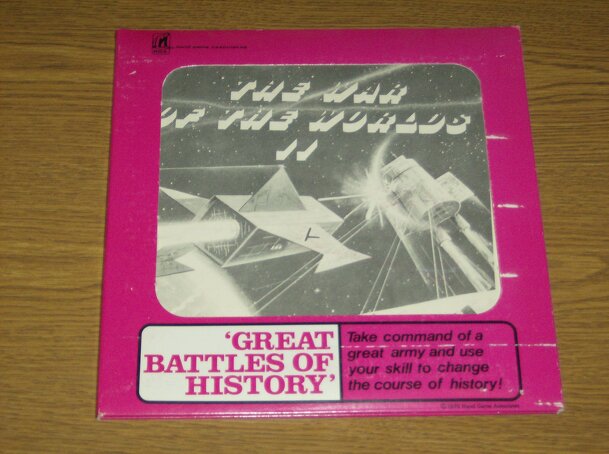 THE WAR
OF THE WORLDS
II
'GREAT
BATTLES OF
HISTORY'
Take command of a
great army and use
your skill to change
the course of history!